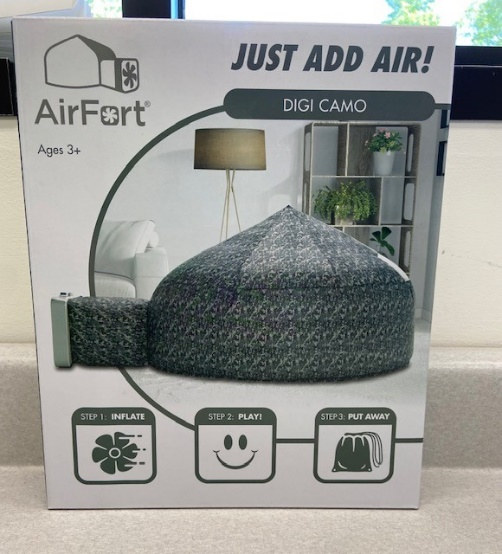 JUST ADD AIR!
AirFort®
DIGI CAMO
Ages 3+
STEP 1: INFLATE
STEP 2: PLAY!
STEP 3: PUT AWAY